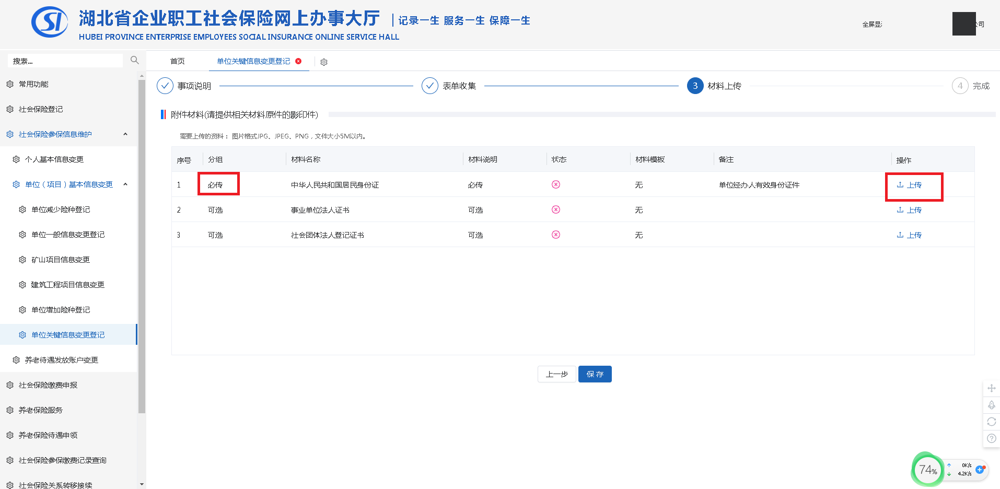 SI
湖北省企业职工社会保险网上办事大厅 | 记录一生 服务一生 保障一生
HUBEI PROVINCE ENTERPRISE EMPLOYEES SOCIAL INSURANCE ONLINE SERVICE HALL
全屏显
公司
搜索...
首页 单位关键信息变更登记
常用功能
社会保险登记
社会保险参保信息维护
个人基本信息变更
单位（项目）基本信息变更
单位减少险种登记
单位一般信息变更登记
矿山项目信息变更
建筑工程项目信息变更
单位增加险种登记
单位关键信息变更登记
养老待遇发放账户变更
社会保险缴费申报
养老保险服务
养老保险待遇申领
社会保险参保缴费记录查询
社会保险关系转移接续
事项说明 表单收集 3 材料上传 4 完成
附件材料(请提供相关材料原件的影印件)
需要上传的资料： 图片格式JPG、JPEG、PNG，文件大小5M以内。
序号 分组 材料名称 材料说明 状态 材料模板 备注 操作
1 必传 中华人民共和国居民身份证 必传 无 单位经办人有效身份证件 上传
2 可选 事业单位法人证书 可选 无 上传
3 可选 社会团体法人登记证书 可选 无 上传
上一步 保存
74%
0K/s
4.2K/s